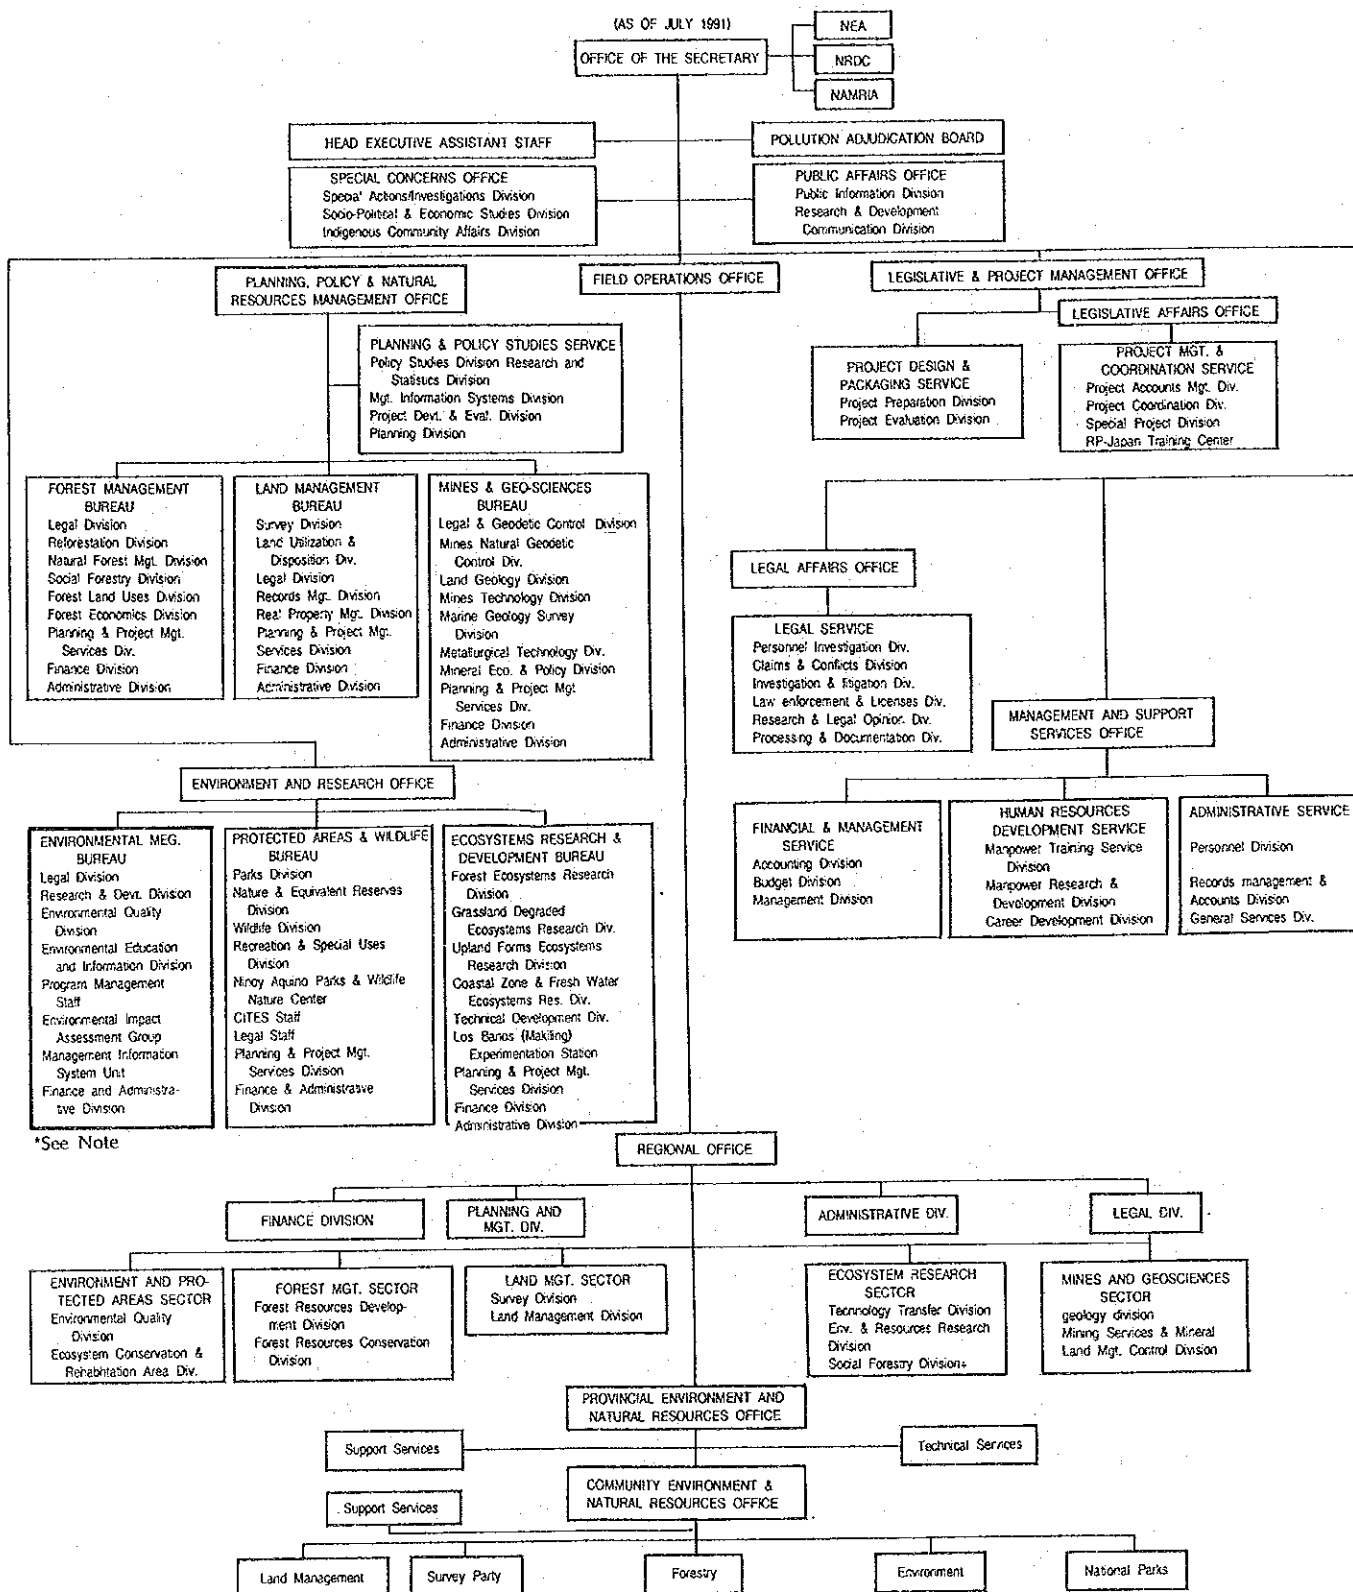 (AS OF JULY 1991)
OFFICE OF THE SECRETARY
NEA
NRDC
NAMRIA
HEAD EXECUTIVE ASSISTANT STAFF
POLLUTION ADJUDICATION BOARD
SPECIAL CONCERNS OFFICE
Special Actions/Investigations Division
Socio-Political & Economic Studies Division
Indigenous Community Affairs Division
PUBLIC AFFAIRS OFFICE
Public Information Division
Research & Development
Communication Division
PLANNING, POLICY & NATURAL
RESOURCES MANAGEMENT OFFICE
FIELD OPERATIONS OFFICE
LEGISLATIVE & PROJECT MANAGEMENT OFFICE
LEGISLATIVE AFFAIRS OFFICE
PLANNING & POLICY STUDIES SERVICE
Policy Studies Division Research and
Statistics Division
Mgt. Information Systems Division
Project Devt. & Eval. Division
Planning Division
PROJECT DESIGN &
PACKAGING SERVICE
Project Preparation Division
Project Evaluation Division
PROJECT MGT. &
COORDINATION SERVICE
Project Accounts Mgt. Div.
Project Coordination Div.
Special Project Division
RP-Japan Training Center
FOREST MANAGEMENT
BUREAU
Legal Division
Reforestation Division
Natural Forest Mgt. Division
Social Forestry Division
Forest Land Uses Division
Forest Economics Division
Planning & Project Mgt.
Services Div.
Finance Division
Administrative Division
LAND MANAGEMENT
BUREAU
Survey Division
Land Utilization &
Disposition Div.
Legal Division
Records Mgt. Division
Real Property Mgt. Division
Planning & Project Mgt.
Services Division
Finance Division
Administrative Division
MINES & GEO-SCIENCES
BUREAU
Legal & Geodetic Control Division
Mines Natural Geodetic
Control Div.
Land Geology Division
Mines Technology Division
Marine Geology Survey
Division
Metallurgical Technology Div.
Mineral Eco. & Policy Division
Planning & Project Mgt
Services Div.
Finance Division
Administrative Division
LEGAL AFFAIRS OFFICE
LEGAL SERVICE
Personnel Investigation Div.
Claims & Conflicts Division
Investigation & litigation Div.
Law enforcement & Licenses Div.
Research & Legal Opinion. Div.
Processing & Documentation Div.
MANAGEMENT AND SUPPORT
SERVICES OFFICE
ENVIRONMENT AND RESEARCH OFFICE
ENVIRONMENTAL MEG.
BUREAU
Legal Division
Research & Devt. Division
Environmental Quality
Division
Environmental Education
and Information Division
Program Management
Staff
Environmental Impact
Assessment Group
Management Information
System Unit
Finance and Administra-
tive Division
*See Note
PROTECTED AREAS & WILDLIFE
BUREAU
Parks Division
Nature & Equivalent Reserves
Division
Wildlife Division
Recreation & Special Uses
Division
Ninoy Aquino Parks & Wildlife
Nature Center
CITES Staff
Legal Staff
Planning & Project Mgt.
Services Division
Finance & Administrative
Division
ECOSYSTEMS RESEARCH &
DEVELOPMENT BUREAU
Forest Ecosystems Research
Division
Grassland Degraded
Ecosystems Research Div.
Upland Forms Ecosystems
Research Division
Coastal Zone & Fresh Water
Ecosystems Res. Div.
Technical Development Div.
Los Banos (Makiling)
Experimentation Station
Planning & Project Mgt.
Services Division
Finance Division
Administrative Division
FINANCIAL & MANAGEMENT
SERVICE
Accounting Division
Budget Division
Management Division
HUMAN RESOURCES
DEVELOPMENT SERVICE
Manpower Training Service
Division
Manpower Research &
Development Division
Career Development Division
ADMINISTRATIVE SERVICE
Personnel Division
Records management &
Accounts Division
General Services Div.
REGIONAL OFFICE
FINANCE DIVISION
PLANNING AND
MGT. DIV.
ADMINISTRATIVE DIV.
LEGAL DIV.
ENVIRONMENT AND PRO-
TECTED AREAS SECTOR
Environmental Quality
Division
Ecosystem Conservation &
Rehabilitation Area Div.
FOREST MGT. SECTOR
Forest Resources Develop-
ment Division
Forest Resources Conservation
Division
LAND MGT. SECTOR
Survey Division
Land Management Division
ECOSYSTEM RESEARCH
SECTOR
Technology Transfer Division
Env. & Resources Research
Division
Social Forestry Division+
MINES AND GEOSCIENCES
SECTOR
geology division
Mining Services & Mineral
Land Mgt. Control Division
PROVINCIAL ENVIRONMENT AND
NATURAL RESOURCES OFFICE
Support Services
Technical Services
COMMUNITY ENVIRONMENT &
NATURAL RESOURCES OFFICE
Support Services
Land Management
Survey Party
Forestry
Environment
National Parks